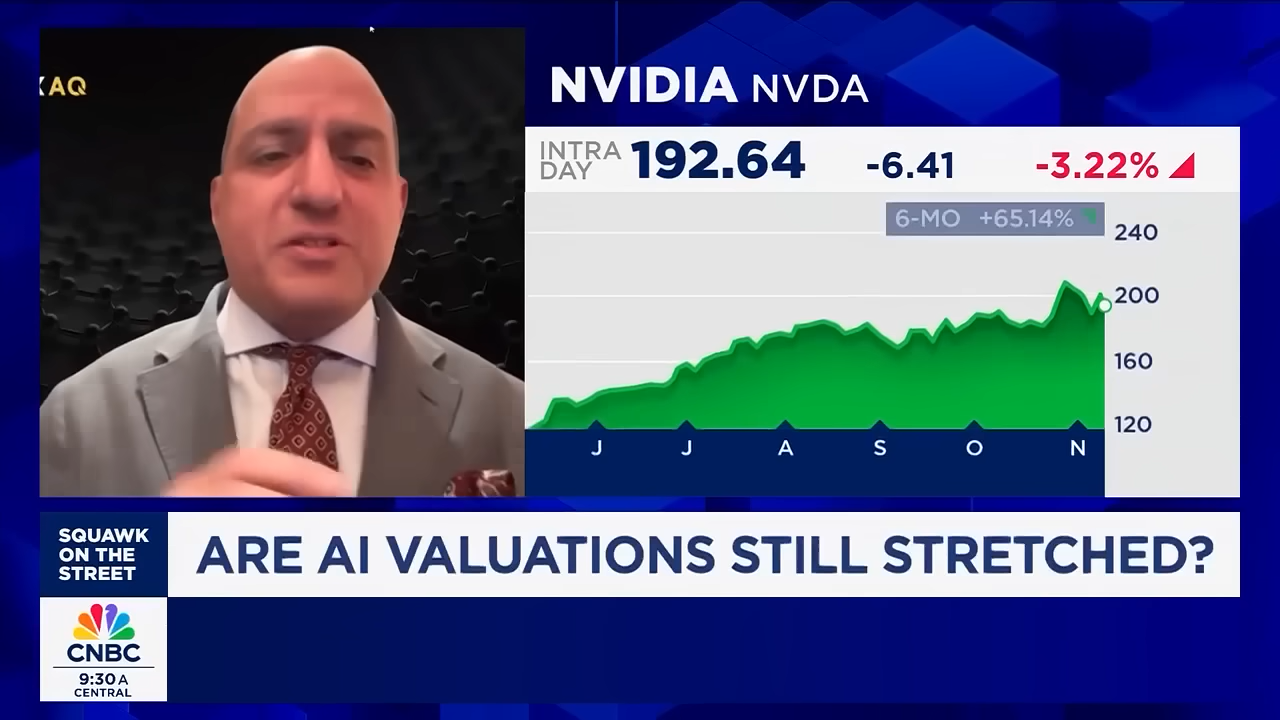 AQ
NVIDIA NVDA
INTRA
DAY
192.64
-6.41
-3.22%
6-MO +65.14%
240
200
160
120
J
J
A
S
O
N
SQUAWK
ON THE
STREET
ARE AI VALUATIONS STILL STRETCHED?
CNBC
9:30A
CENTRAL